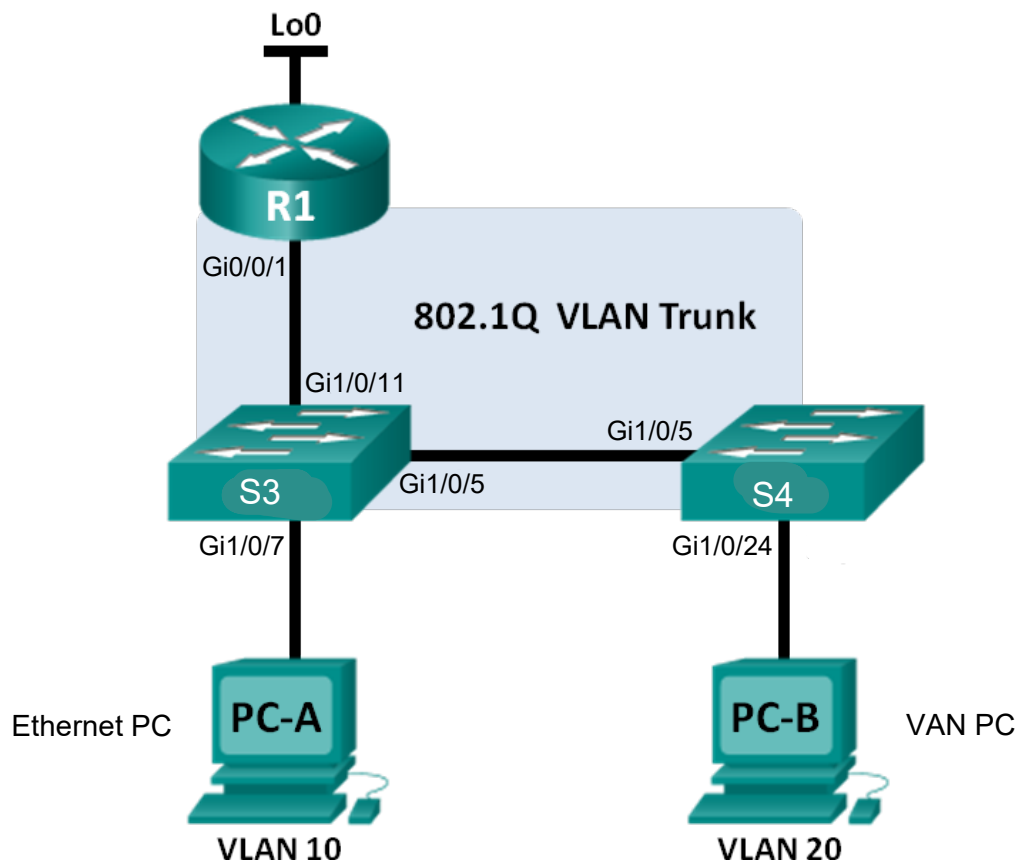 Lo0
R1
Gi0/0/1
802.1Q VLAN Trunk
Gi1/0/11
Gi1/0/5
S3
Gi1/0/5
S4
Gi1/0/7
Gi1/0/24
Ethernet PC
PC-A
PC-B
VAN PC
VLAN 10
VLAN 20